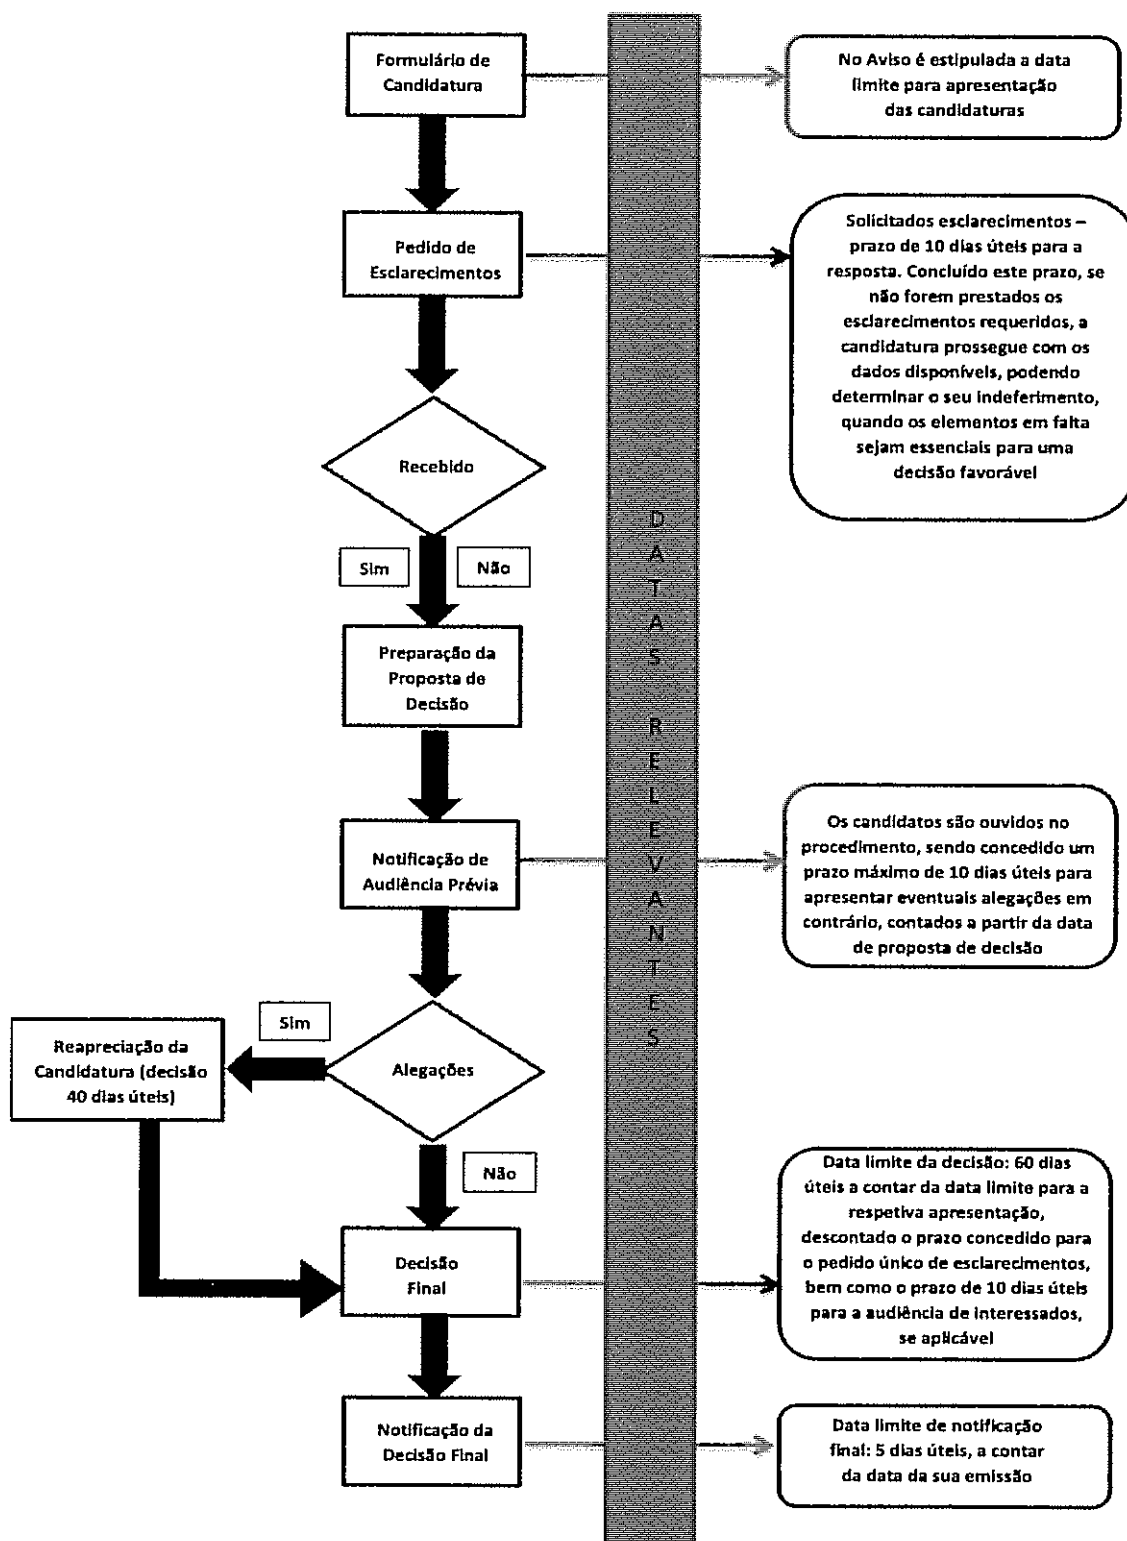 Formulário de
Candidatura
No Aviso é estipulada a data
limite para apresentação
das candidaturas
Pedido de
Esclarecimentos
Solicitados esclarecimentos –
prazo de 10 dias úteis para a
resposta. Concluído este prazo, se
não forem prestados os
esclarecimentos requeridos, a
candidatura prossegue com os
dados disponíveis, podendo
determinar o seu indeferimento,
quando os elementos em falta
sejam essenciais para uma
decisão favorável
Recebido
Sim
Não
Preparação da
Proposta de
Decisão
DATAS RELEVANTES
Notificação de
Audiência Prévia
Os candidatos são ouvidos no
procedimento, sendo concedido um
prazo máximo de 10 dias úteis para
apresentar eventuais alegações em
contrário, contados a partir da data
de proposta de decisão
Sim
Reapreciação da
Candidatura (decisão
40 dias úteis)
Alegações
Não
Decisão
Final
Data limite da decisão: 60 dias
úteis a contar da data limite para a
respetiva apresentação,
descontado o prazo concedido para
o pedido único de esclarecimentos,
bem como o prazo de 10 dias úteis
para a audiência de interessados,
se aplicável
Notificação da
Decisão Final
Data limite de notificação
final: 5 dias úteis, a contar
da data da sua emissão